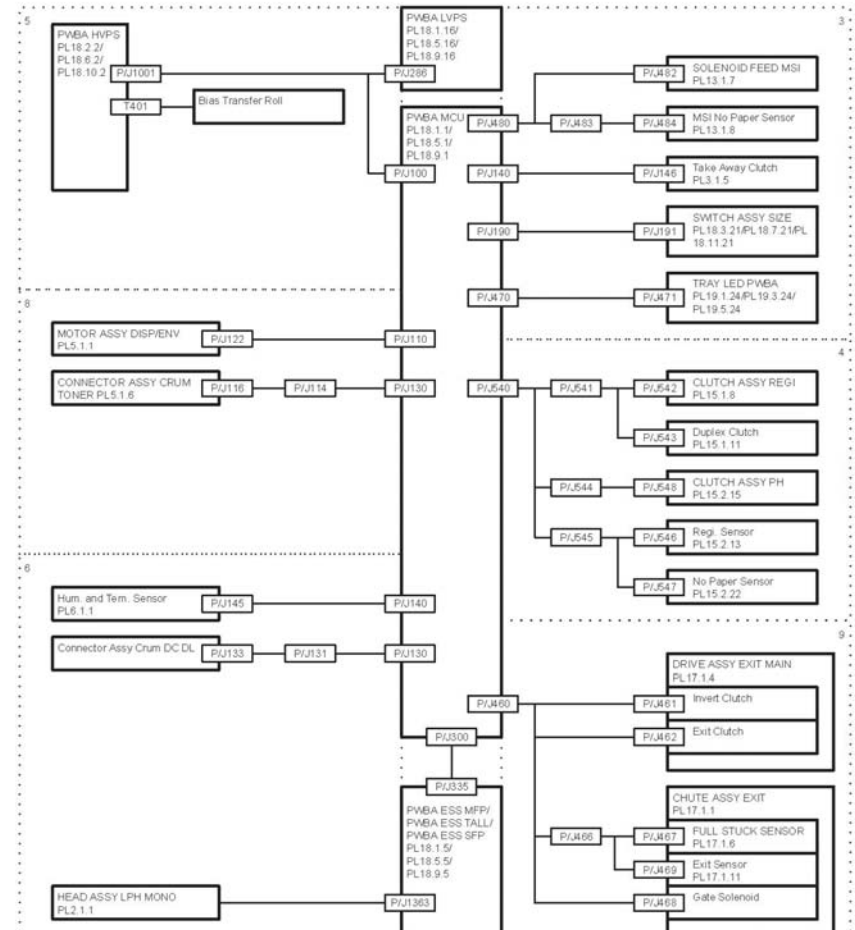 5
3
PWBA HVPS
PL18.2.2/
PL18.6.2/
PL18.10.2
P/J1001
T401
Bias Transfer Roll
PWBA LVPS
PL18.1.16/
PL18.5.16/
PL18.9.16
P/J286
PWBA MCU
PL18.1.1/
PL18.5.1/
PL18.9.1
P/J100
P/J480
P/J482
SOLENOID FEED MSI
PL13.1.7
P/J483
P/J484
MSI No Paper Sensor
PL13.1.8
P/J140
P/J146
Take Away Clutch
PL3.1.5
P/J190
P/J191
SWITCH ASSY SIZE
PL18.3.21/PL18.7.21/PL
18.11.21
P/J470
P/J471
TRAY LED PWBA
PL19.1.24/PL19.3.24/
PL19.5.24
8
MOTOR ASSY DISP/ENV
PL5.1.1
P/J122
P/J110
CONNECTOR ASSY CRUM
TONER PL5.1.6
P/J116
P/J114
P/J130
4
P/J540
P/J541
P/J542
CLUTCH ASSY REGI
PL15.1.8
P/J543
Duplex Clutch
PL15.1.11
P/J544
P/J548
CLUTCH ASSY PH
PL15.2.15
P/J545
P/J546
Regi. Sensor
PL15.2.13
P/J547
No Paper Sensor
PL15.2.22
6
Hum. and Tem. Sensor
PL6.1.1
P/J145
P/J140
Connector Assy Crum DC DL
P/J133
P/J131
P/J130
9
P/J460
DRIVE ASSY EXIT MAIN
PL17.1.4
P/J461
Invert Clutch
P/J462
Exit Clutch
P/J300
P/J335
PWBA ESS MFP/
PWBA ESS TALL/
PWBA ESS SFP
PL18.1.5/
PL18.5.5/
PL18.9.5
CHUTE ASSY EXIT
PL17.1.1
P/J466
P/J467
FULL STUCK SENSOR
PL17.1.6
P/J469
Exit Sensor
PL17.1.11
P/J468
Gate Solenoid
HEAD ASSY LPH MONO
PL2.1.1
P/J1363